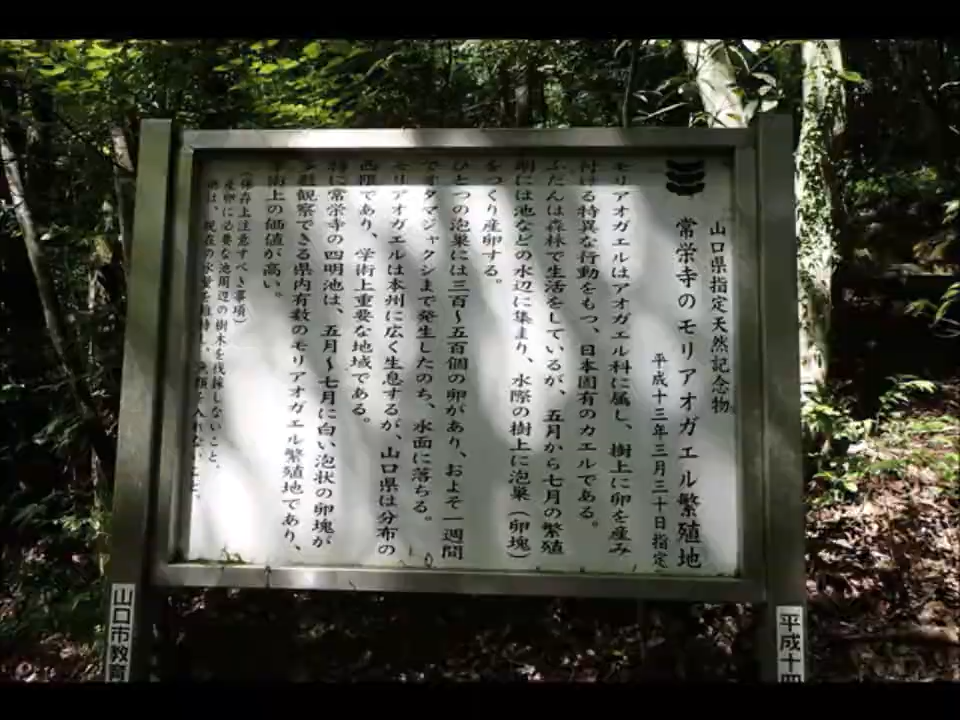 山口県指定天然記念物
常栄寺のモリアオガエル繁殖地
平成十三年三月三十日指定
モリアオガエルはアオガエル科に属し、樹上に卵を産み
付ける特異な行動をもつ、日本固有のカエルである。
ふだんは森林で生活をしているが、五月から七月の繁殖
期には池などの水辺に集まり、水際の樹上に泡巣(卵塊)
をつくり産卵する。
ひとつの泡巣には三百〜五百個の卵があり、およそ一週間
でオタマジャクシまで発生したのち、水面に落ちる。
モリアオガエルは本州に広く生息するが、山口県は分布の
西限であり、学術上重要な地域である。
特に常栄寺の四明池は、五月〜七月に白い泡状の卵塊が
多数観察できる県内有数のモリアオガエル繁殖地であり、
学術上の価値が高い。
(保存上注意すべき事項)
産卵に必要な池周辺の樹木を伐採しないこと。
池は、現在の水量を維持し、
山口市教育
平成十四